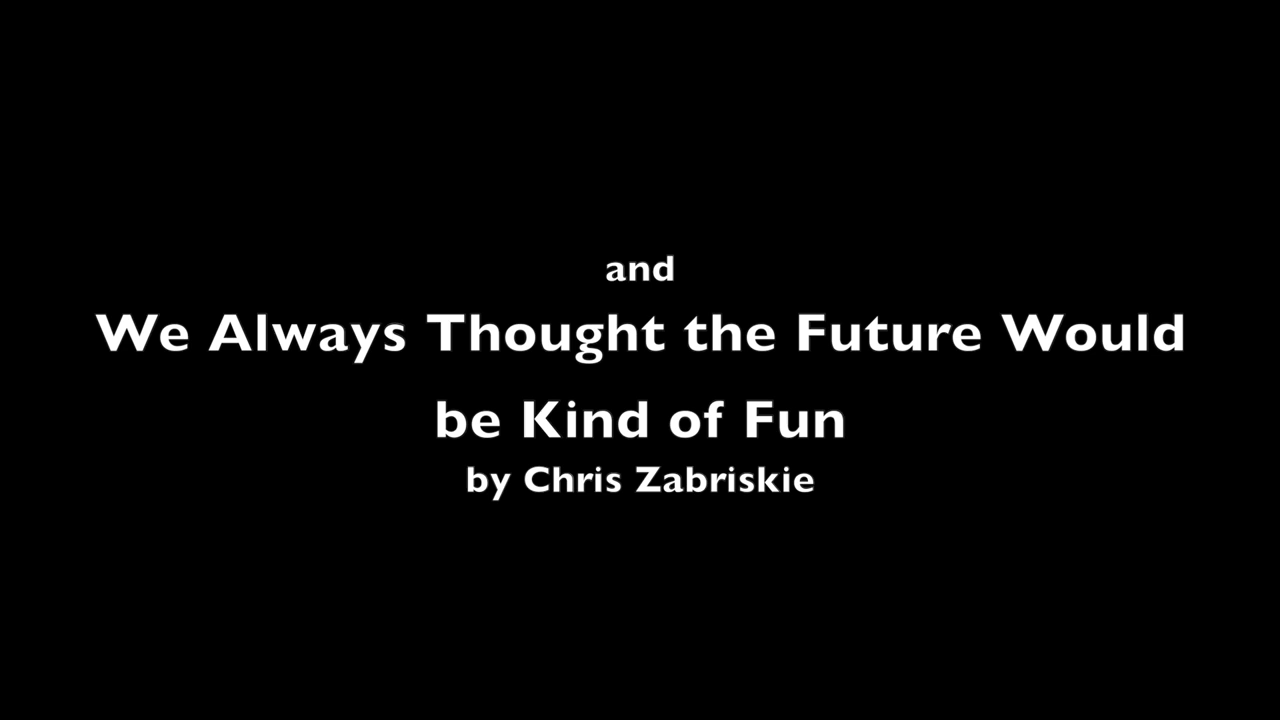 and
We Always Thought the Future Would
be Kind of Fun
by Chris Zabriskie